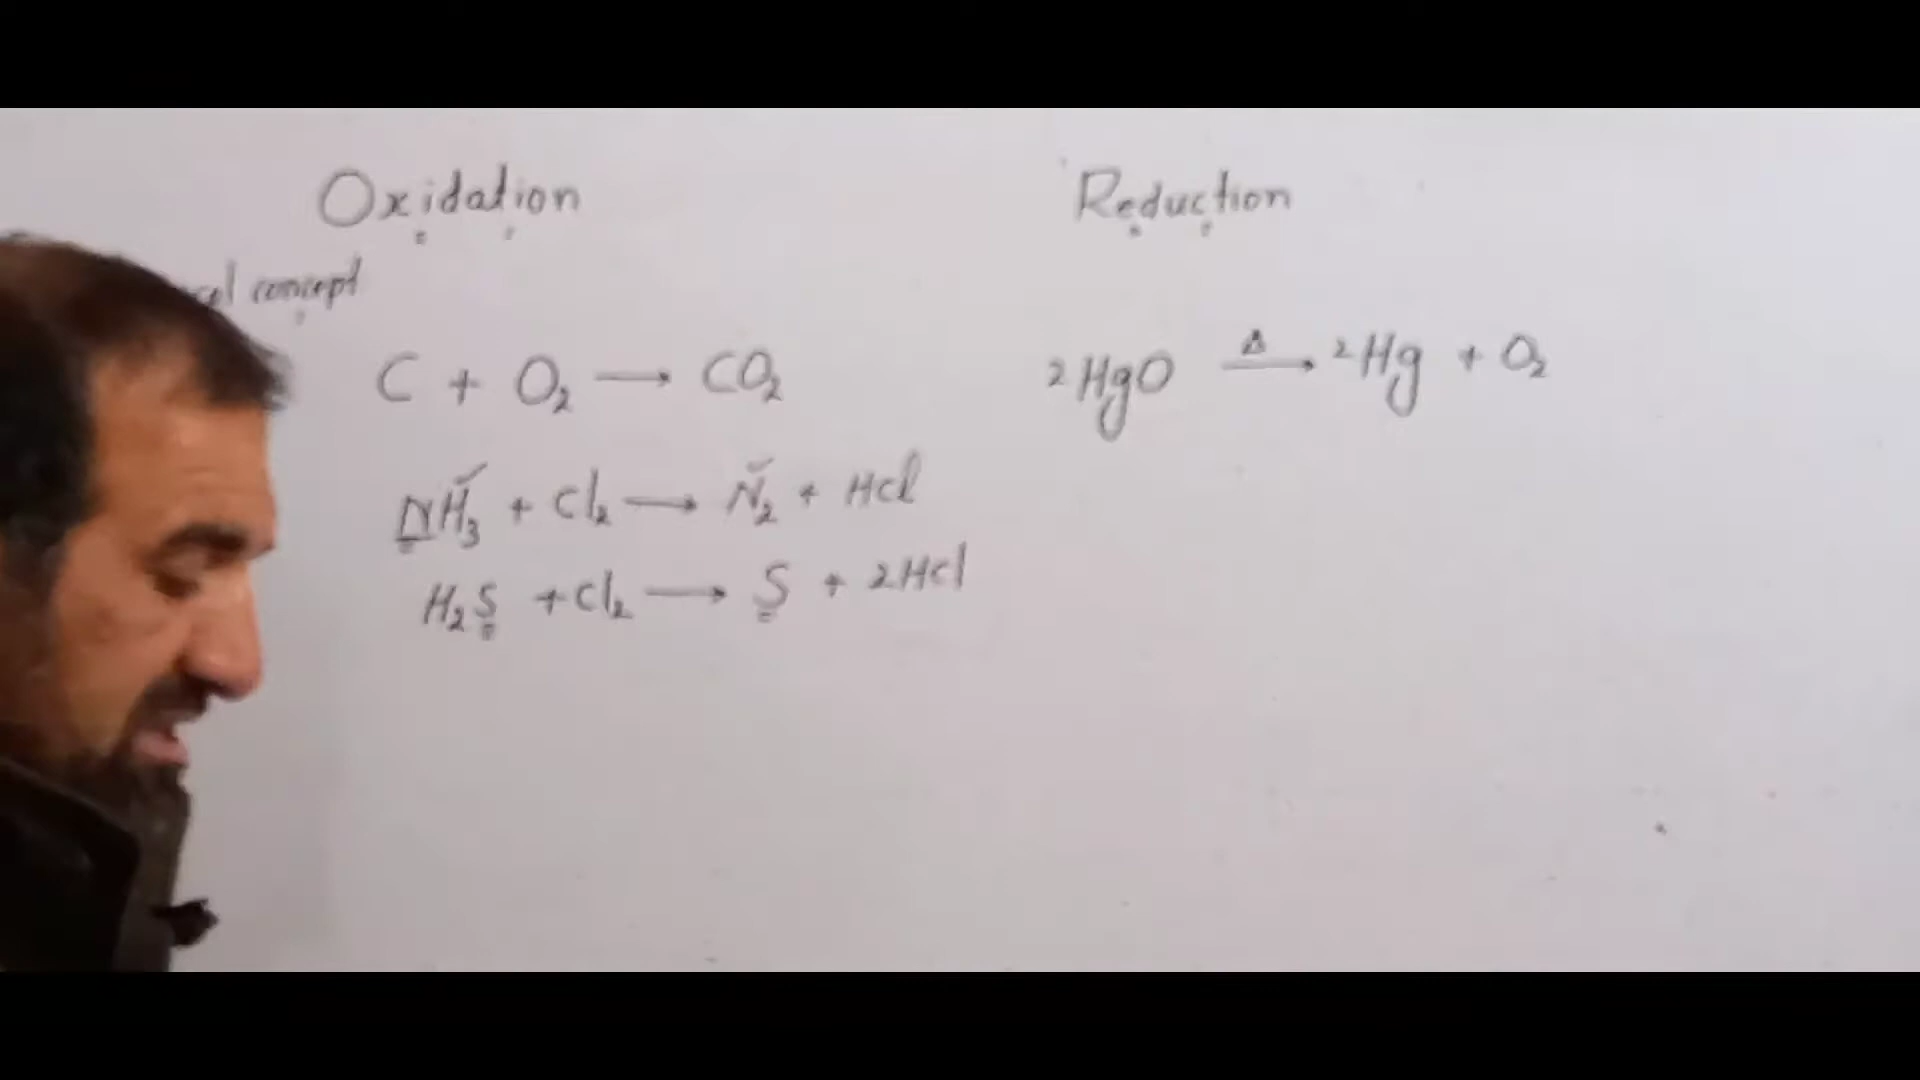 Oxidation
Reduction
concept
C + O₂ → CO₂
2HgO →Δ 2Hg + O₂
NH₃ + Cl₂ → N₂ + HCl
H₂S + Cl₂ → S + 2HCl